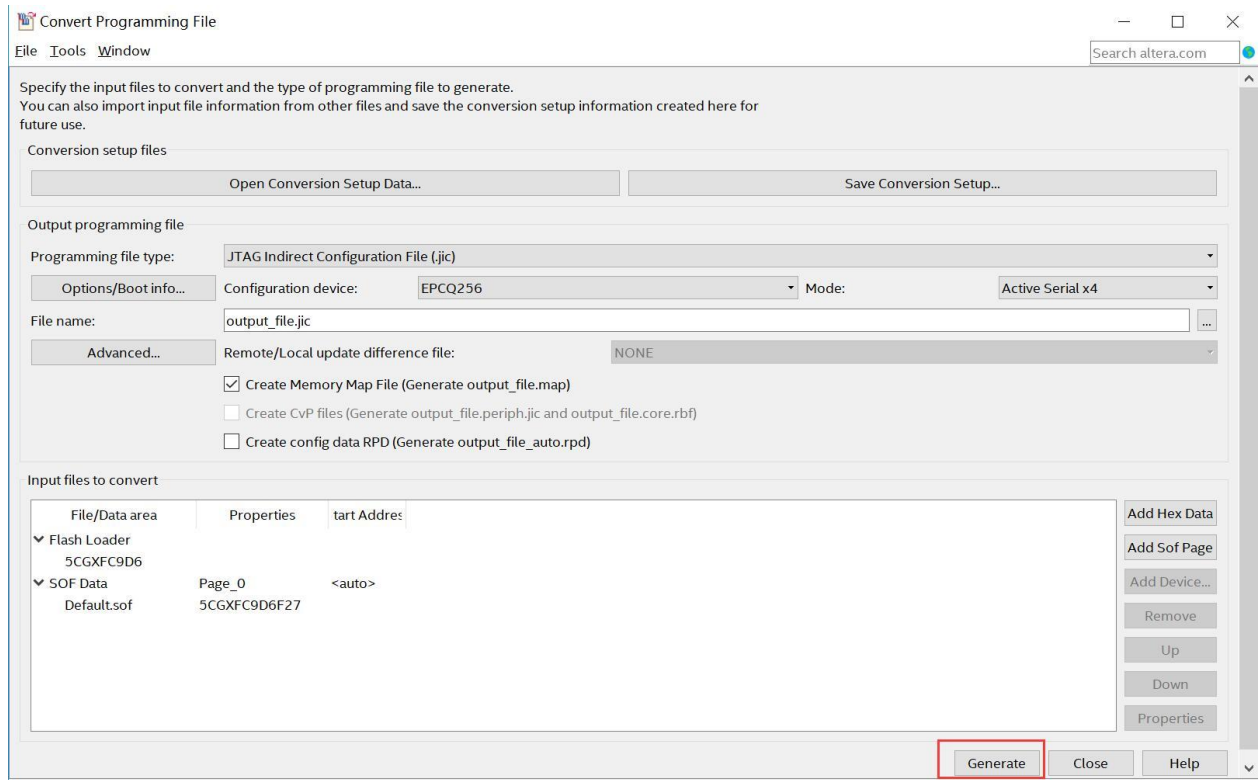 Convert Programming File
File Tools Window
Search altera.com
Specify the input files to convert and the type of programming file to generate.
You can also import input file information from other files and save the conversion setup information created here for
future use.
Conversion setup files
Open Conversion Setup Data... Save Conversion Setup...
Output programming file
Programming file type: JTAG Indirect Configuration File (.jic)
Options/Boot info... Configuration device: EPCQ256 Mode: Active Serial x4
File name: output_file.jic ...
Advanced... Remote/Local update difference file: NONE
Create Memory Map File (Generate output_file.map)
Create CvP files (Generate output_file.periph.jic and output_file.core.rbf)
Create config data RPD (Generate output_file_auto.rpd)
Input files to convert
File/Data area Properties tart Addres
Flash Loader
5CGXFC9D6
SOF Data Page_0 <auto>
Default.sof 5CGXFC9D6F27
Add Hex Data
Add Sof Page
Add Device...
Remove
Up
Down
Properties
Generate Close Help